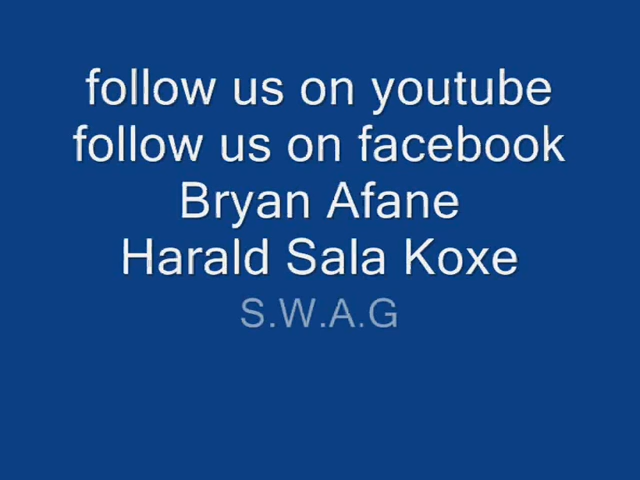 follow us on youtube
follow us on facebook
Bryan Afane
Harald Sala Koxe
S.W.A.G